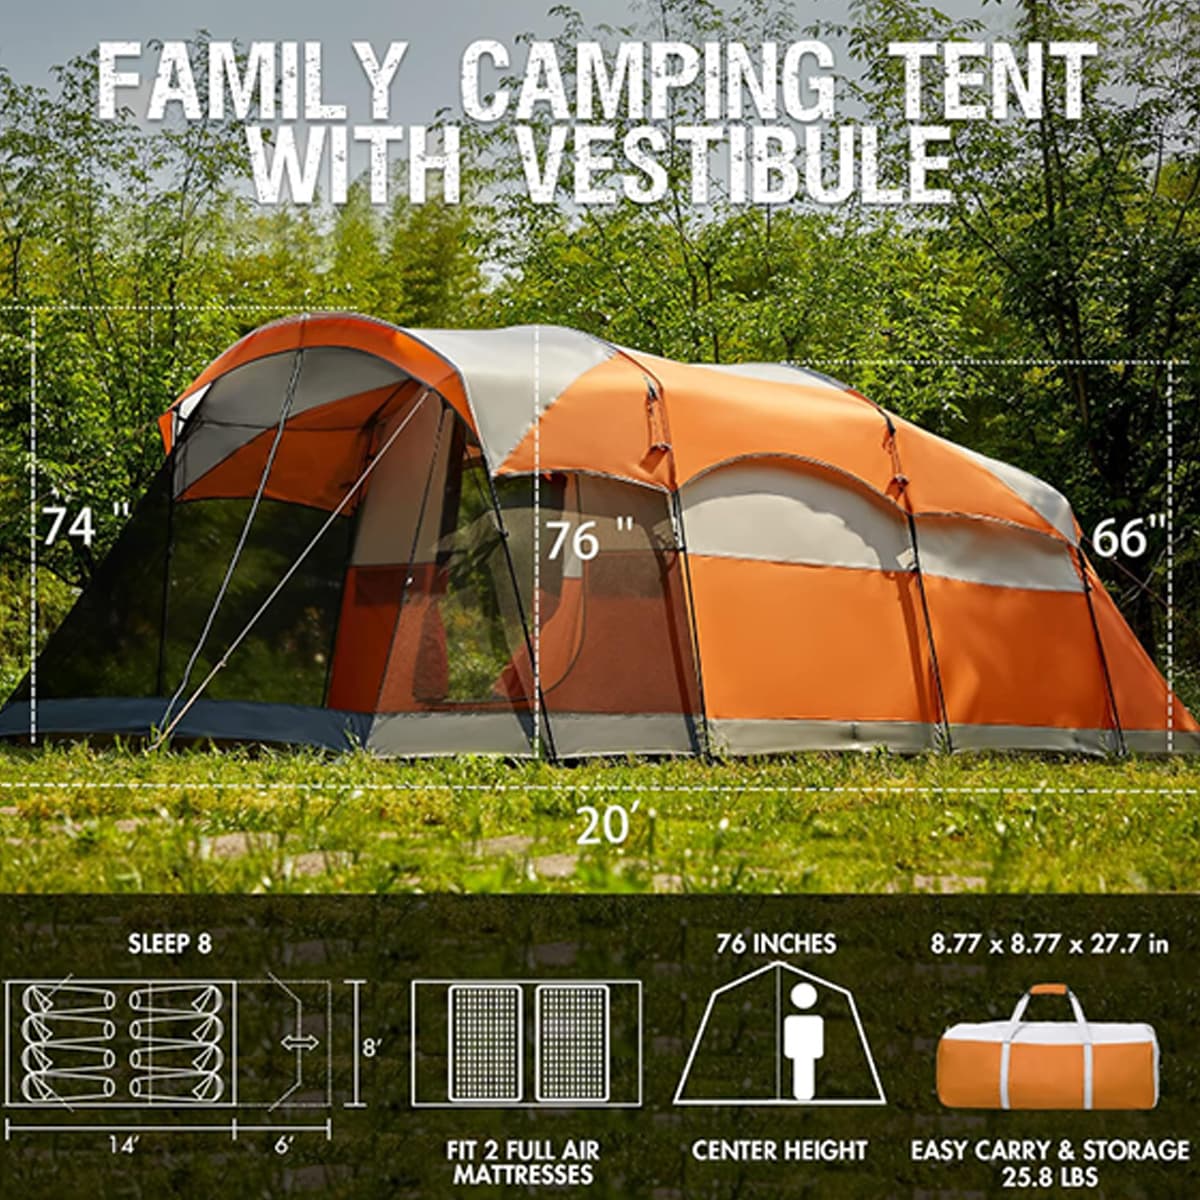 FAMILY CAMPING TENT
WITH VESTIBULE
74 "
76 "
66"
20′
SLEEP 8
8′
14′
6′
FIT 2 FULL AIR
MATTRESSES
76 INCHES
CENTER HEIGHT
8.77 x 8.77 x 27.7 in
EASY CARRY & STORAGE
25.8 LBS